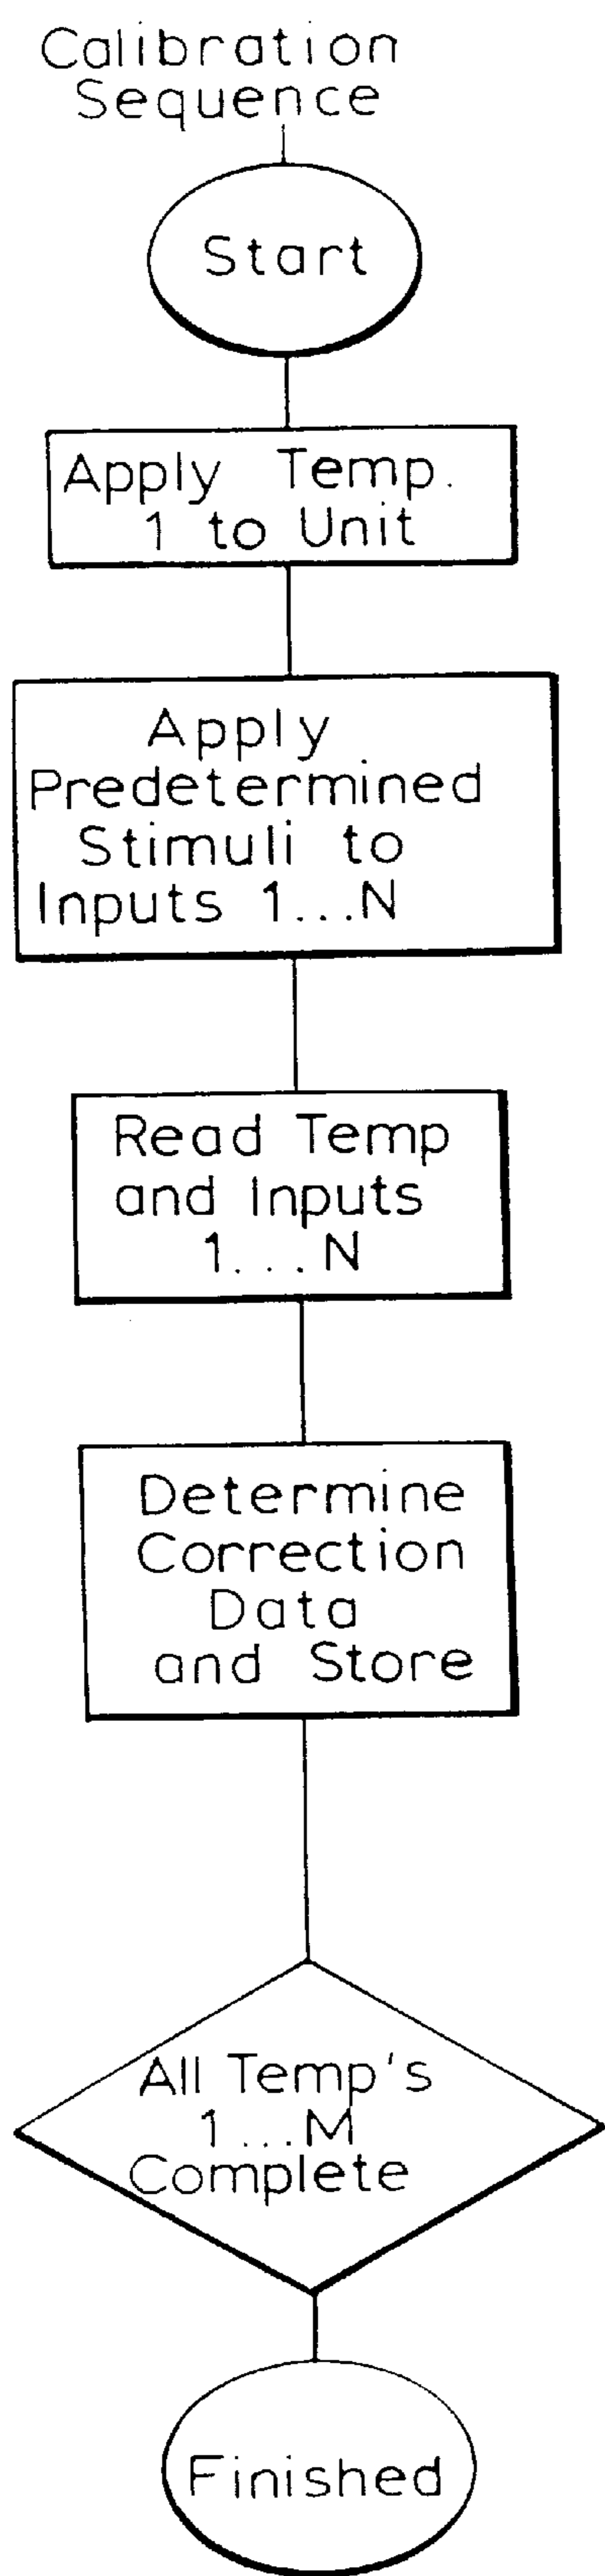 Calibration
Sequence
Start
Apply Temp.
1 to Unit
Apply
Predetermined
Stimuli to
Inputs 1...N
Read Temp
and Inputs
1...N
Determine
Correction
Data
and Store
All Temp's
1...M
Complete
Finished